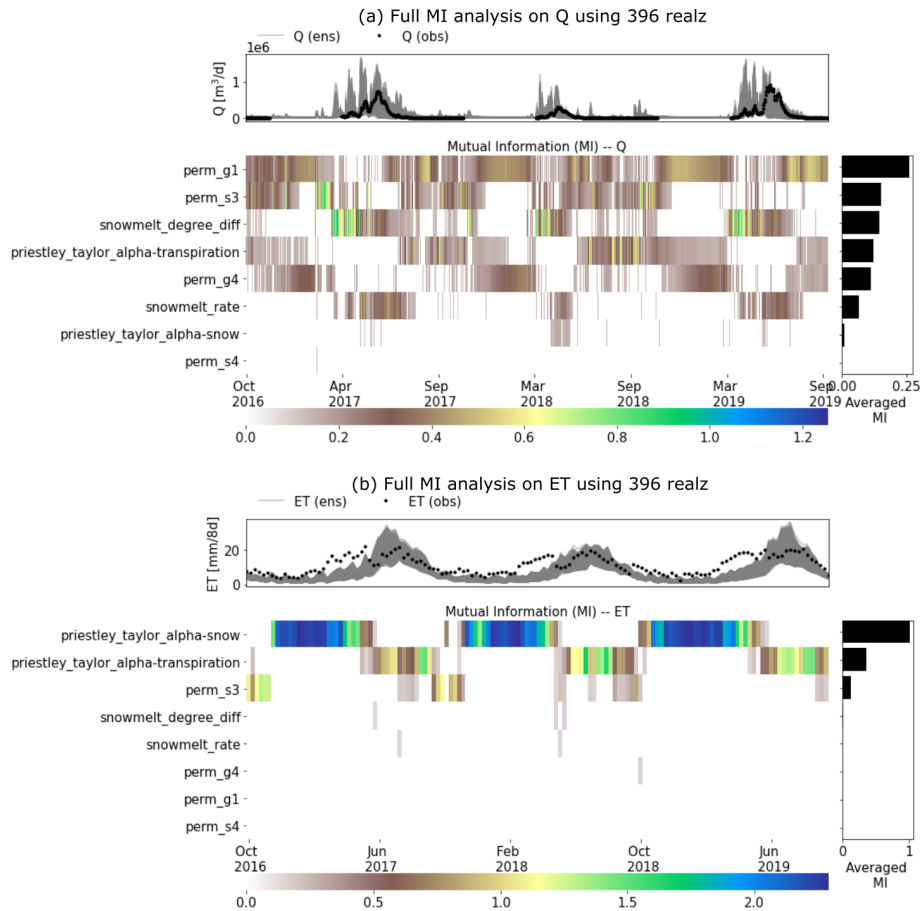 (a) Full MI analysis on Q using 396 realz
Q (ens) Q (obs)
1e6
Q [m³/d]
1
0
Mutual Information (MI) -- Q
perm_g1
perm_s3
snowmelt_degree_diff
priestley_taylor_alpha-transpiration
perm_g4
snowmelt_rate
priestley_taylor_alpha-snow
perm_s4
Oct Apr Sep Mar Sep Mar Sep
2016 2017 2017 2018 2018 2019 2019
0.00 0.25
Averaged
MI
0.0 0.2 0.4 0.6 0.8 1.0 1.2
(b) Full MI analysis on ET using 396 realz
ET (ens) ET (obs)
ET [mm/8d]
20
0
Mutual Information (MI) -- ET
priestley_taylor_alpha-snow
priestley_taylor_alpha-transpiration
perm_s3
snowmelt_degree_diff
snowmelt_rate
perm_g4
perm_g1
perm_s4
Oct Jun Feb Oct Jun
2016 2017 2018 2018 2019
0 1
Averaged
MI
0.0 0.5 1.0 1.5 2.0